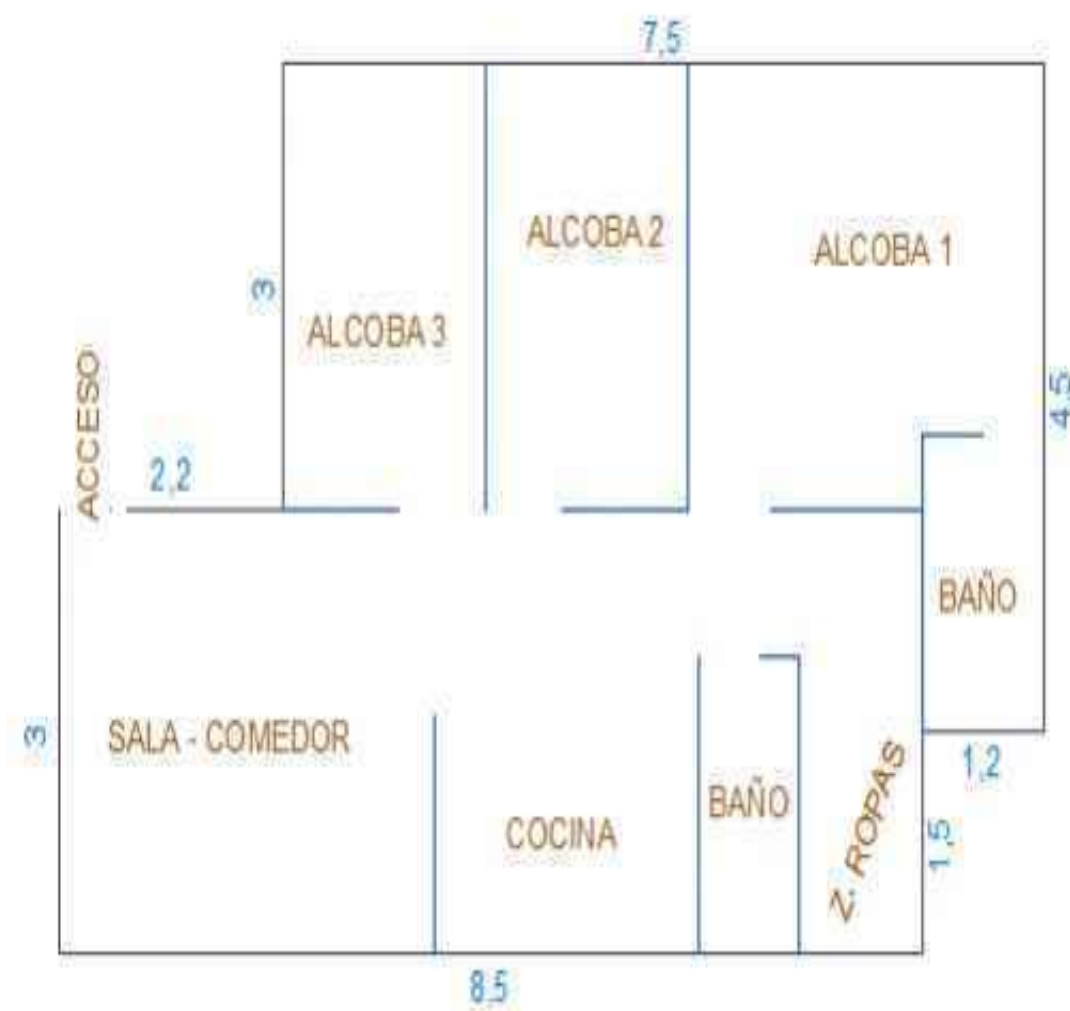 7,5
ALCOBA 2
ALCOBA 1
3
ALCOBA 3
ACCESO
4,5
2,2
BAÑO
3
SALA - COMEDOR
1,2
BAÑO
COCINA
Z. ROPAS
1,5
8.5